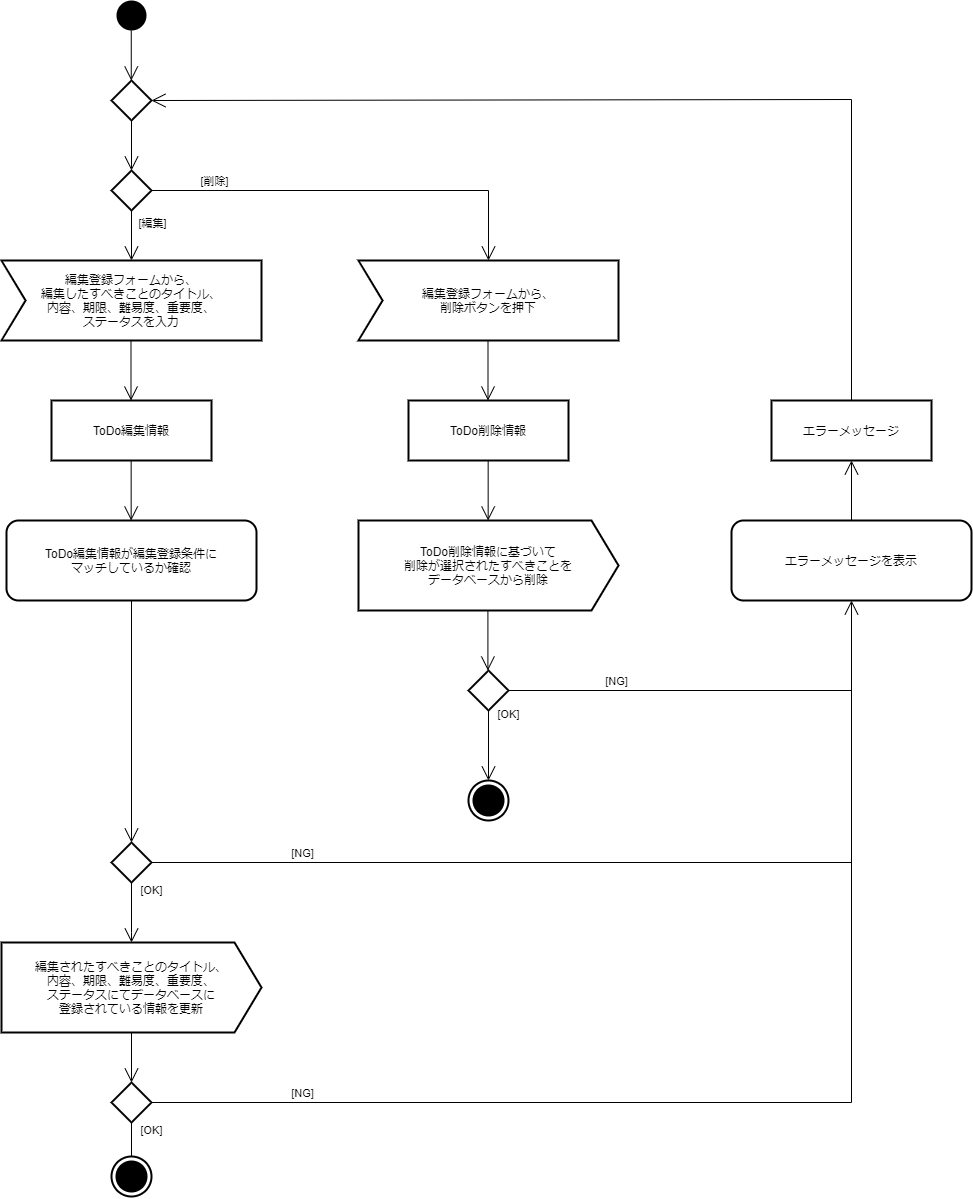 [削除]
[編集]
編集登録フォームから、
編集したすべきことのタイトル、
内容、期限、難易度、重要度、
ステータスを入力
編集登録フォームから、
削除ボタンを押下
ToDo編集情報
ToDo削除情報
エラーメッセージ
ToDo編集情報が編集登録条件に
マッチしているか確認
ToDo削除情報に基づいて
削除が選択されたすべきことを
データベースから削除
エラーメッセージを表示
[NG]
[OK]
[NG]
[OK]
編集されたすべきことのタイトル、
内容、期限、難易度、重要度、
ステータスにてデータベースに
登録されている情報を更新
[NG]
[OK]